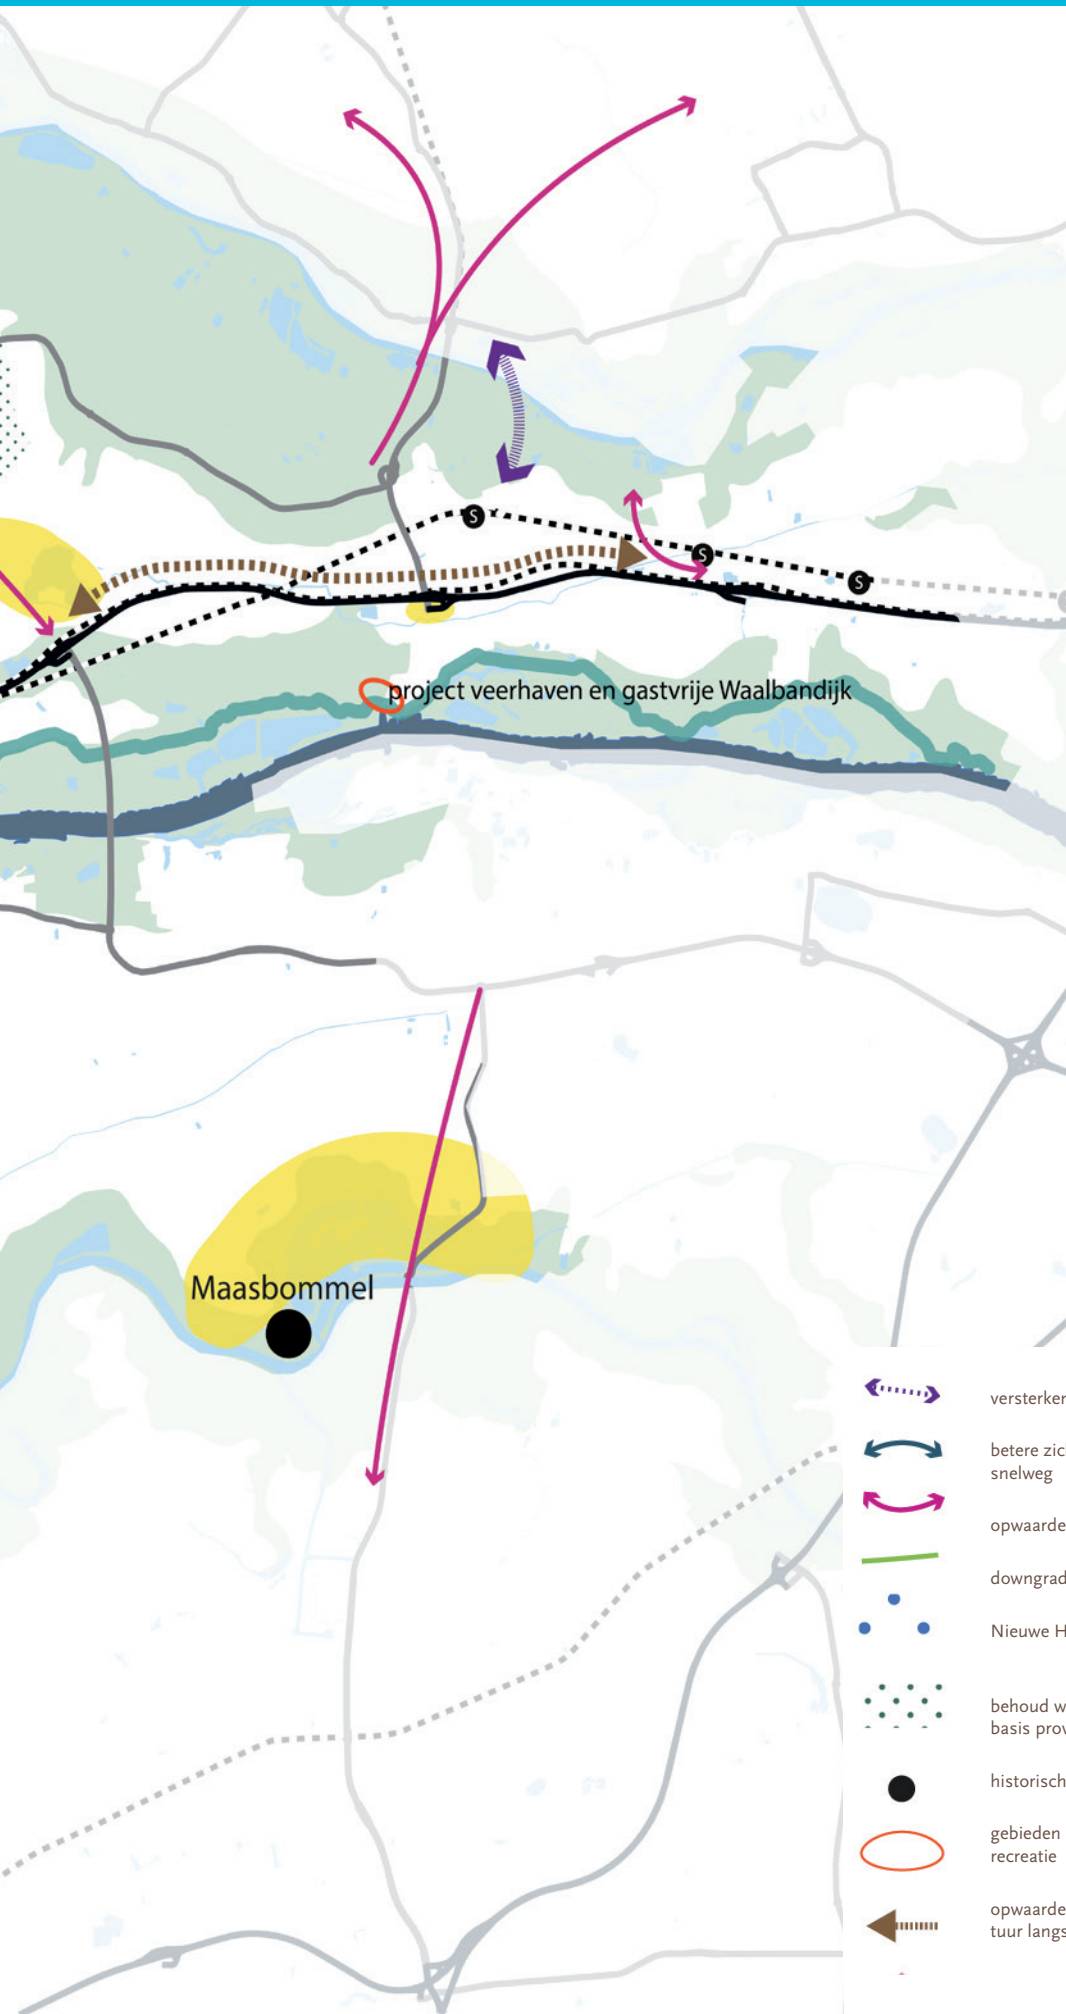 S
S
S
project veerhaven en gastvrije Waalbandijk
Maasbommel
versterken
betere zic
snelweg
opwaarde
downgrad
Nieuwe H
behoud w
basis prov
historisch
gebieden
recreatie
opwaarde
tuur langs